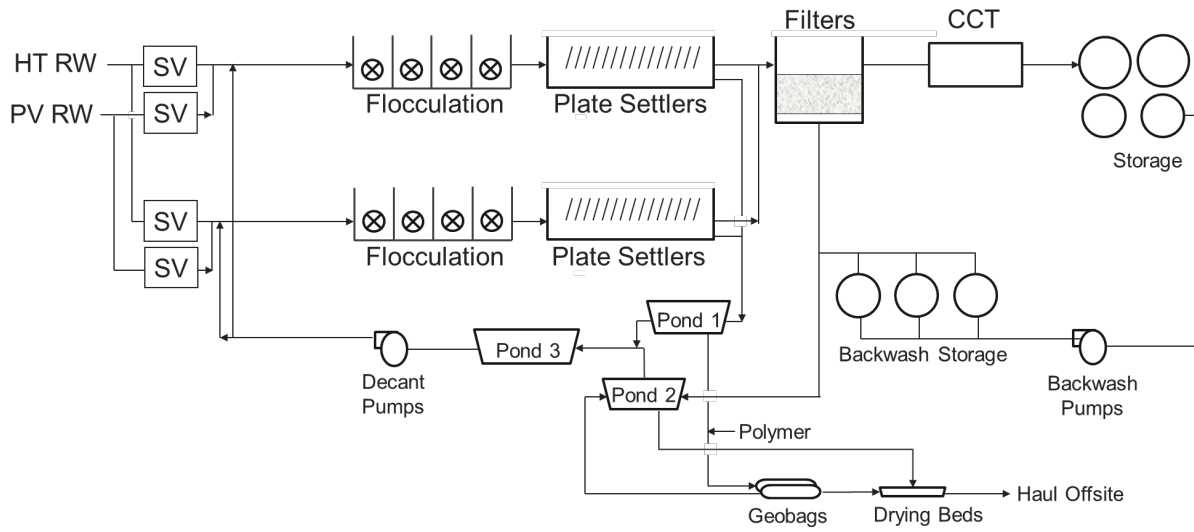 Filters
CCT
HT RW
SV
PV RW
SV
Flocculation
Plate Settlers
Storage
SV
SV
Flocculation
Plate Settlers
Pond 1
Pond 3
Decant
Pumps
Pond 2
Backwash Storage
Backwash
Pumps
Polymer
Geobags
Drying Beds
Haul Offsite